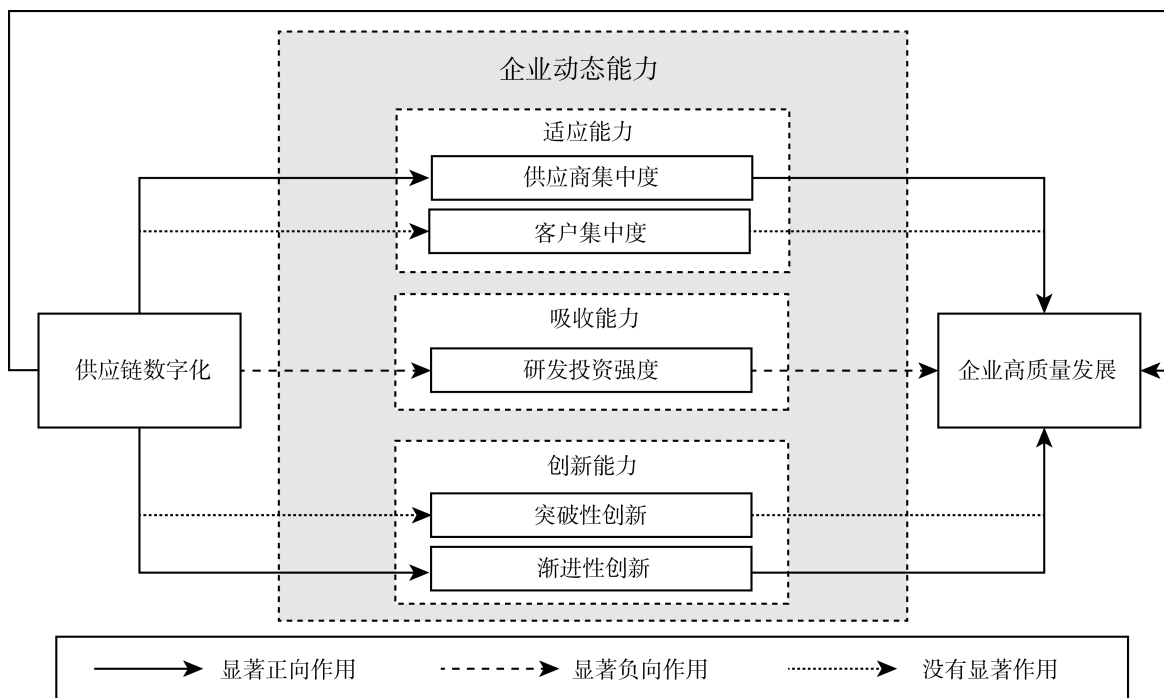 企业动态能力
适应能力
供应商集中度
客户集中度
吸收能力
供应链数字化
研发投资强度
企业高质量发展
创新能力
突破性创新
渐进性创新
显著正向作用
显著负向作用
没有显著作用